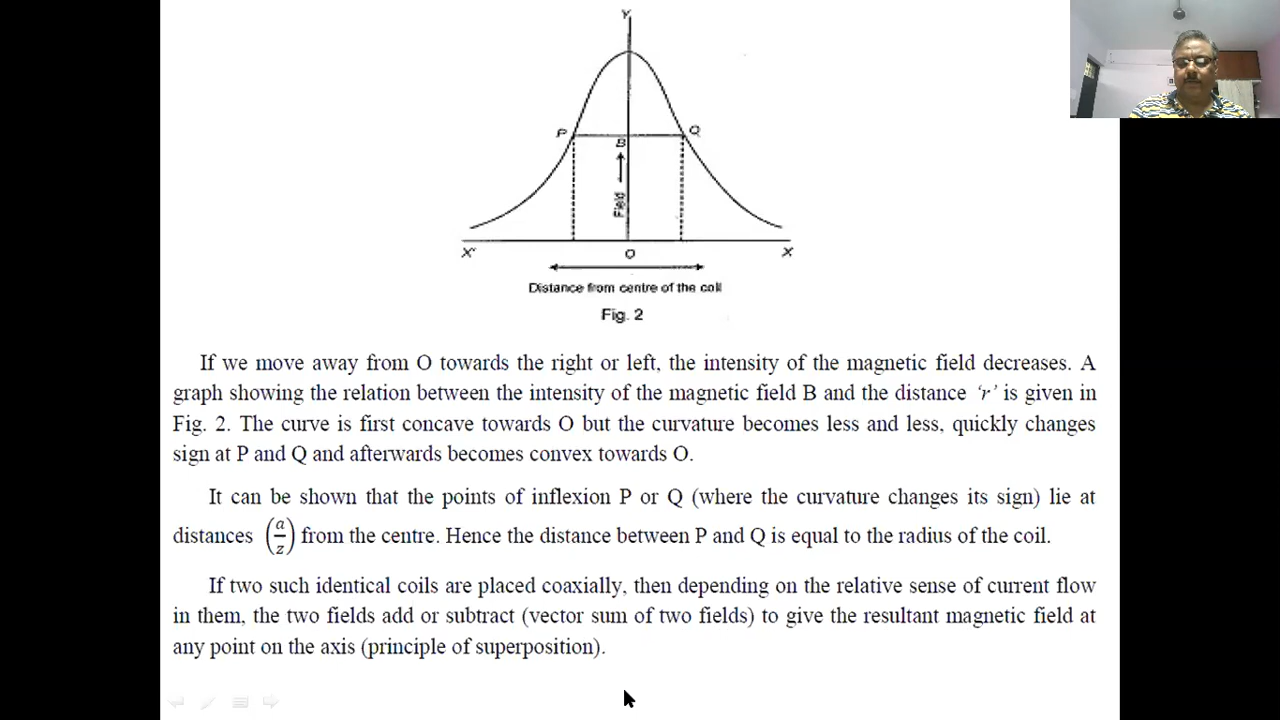 Y
P
Q
B
Field
X'
O
X
Distance from centre of the coil
Fig. 2
If we move away from O towards the right or left, the intensity of the magnetic field decreases. A
graph showing the relation between the intensity of the magnetic field B and the distance ‘r’ is given in
Fig. 2. The curve is first concave towards O but the curvature becomes less and less, quickly changes
sign at P and Q and afterwards becomes convex towards O.
It can be shown that the points of inflexion P or Q (where the curvature changes its sign) lie at
distances (a/z) from the centre. Hence the distance between P and Q is equal to the radius of the coil.
If two such identical coils are placed coaxially, then depending on the relative sense of current flow
in them, the two fields add or subtract (vector sum of two fields) to give the resultant magnetic field at
any point on the axis (principle of superposition).